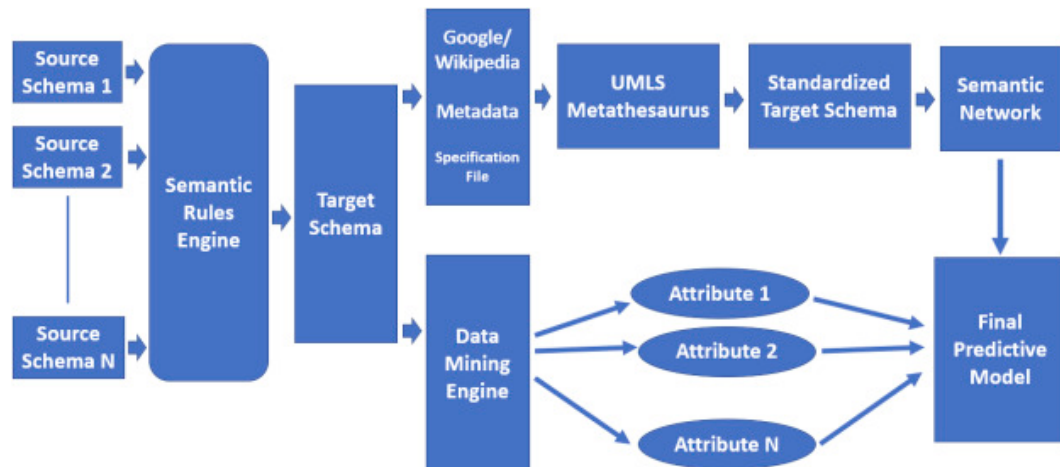 Source
Schema 1
Source
Schema 2
Source
Schema N
Semantic
Rules
Engine
Target
Schema
Google/
Wikipedia
Metadata
Specification
File
UMLS
Metathesaurus
Standardized
Target Schema
Semantic
Network
Data
Mining
Engine
Attribute 1
Attribute 2
Attribute N
Final
Predictive
Model